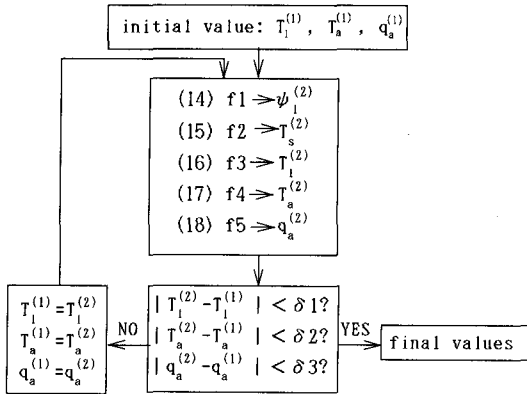 initial value: T_l^(1), T_a^(1), q_a^(1)
(14) f1→ψ_l^(2)
(15) f2→T_s^(2)
(16) f3→T_l^(2)
(17) f4→T_a^(2)
(18) f5→q_a^(2)
| T_l^(2)-T_l^(1) | < δ1?
| T_a^(2)-T_a^(1) | < δ2?
| q_a^(2)-q_a^(1) | < δ3?
NO
YES
T_l^(1)=T_l^(2)
T_a^(1)=T_a^(2)
q_a^(1)=q_a^(2)
final values